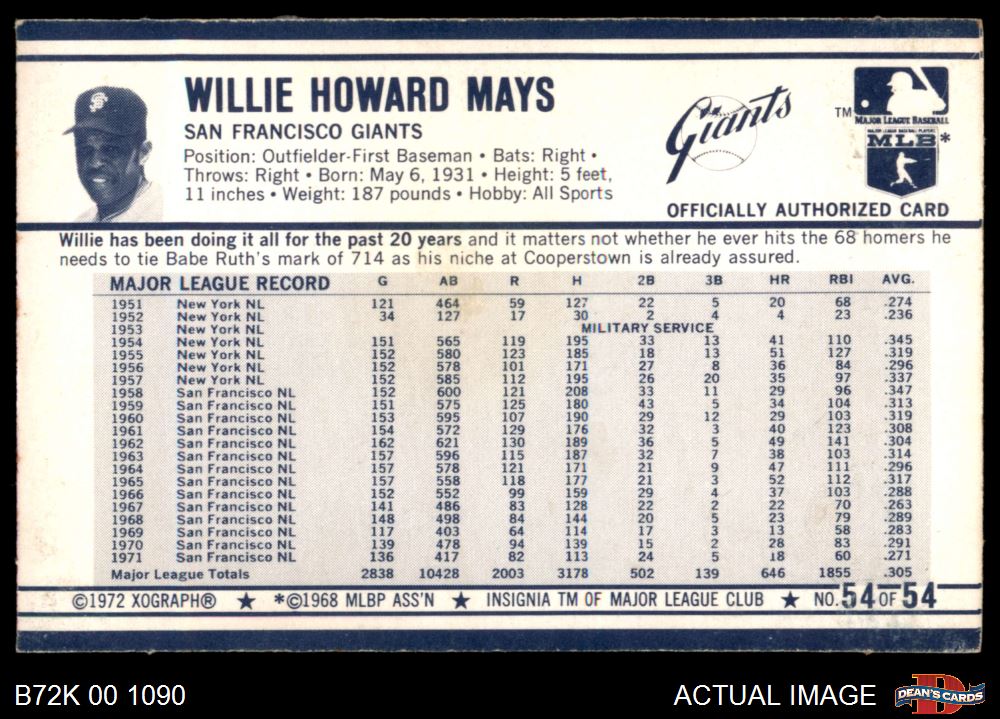 WILLIE HOWARD MAYS
SAN FRANCISCO GIANTS
Position: Outfielder-First Baseman • Bats: Right •
Throws: Right • Born: May 6, 1931 • Height: 5 feet,
11 inches • Weight: 187 pounds • Hobby: All Sports
SF
Giants
TM
MAJOR LEAGUE BASEBALL
MAJOR LEAGUE BASEBALL PLAYERS
MLB*
OFFICIALLY AUTHORIZED CARD
Willie has been doing it all for the past 20 years and it matters not whether he ever hits the 68 homers he
needs to tie Babe Ruth's mark of 714 as his niche at Cooperstown is already assured.
MAJOR LEAGUE RECORD G AB R H 2B 3B HR RBI AVG.
1951 New York NL 121 464 59 127 22 5 20 68 .274
1952 New York NL 34 127 17 30 2 4 4 23 .236
1953 New York NL MILITARY SERVICE
1954 New York NL 151 565 119 195 33 13 41 110 .345
1955 New York NL 152 580 123 185 18 13 51 127 .319
1956 New York NL 152 578 101 171 27 8 36 84 .296
1957 New York NL 152 585 112 195 26 20 35 97 .337
1958 San Francisco NL 152 600 121 208 33 11 29 96 .347
1959 San Francisco NL 151 575 125 180 43 5 34 104 .313
1960 San Francisco NL 153 595 107 190 29 12 29 103 .319
1961 San Francisco NL 154 572 129 176 32 3 40 123 .308
1962 San Francisco NL 162 621 130 189 36 5 49 141 .304
1963 San Francisco NL 157 596 115 187 32 7 38 103 .314
1964 San Francisco NL 157 578 121 171 21 9 47 111 .296
1965 San Francisco NL 157 558 118 177 21 3 52 112 .317
1966 San Francisco NL 152 552 99 159 29 4 37 103 .288
1967 San Francisco NL 141 486 83 128 22 2 22 70 .263
1968 San Francisco NL 148 498 84 144 20 5 23 79 .289
1969 San Francisco NL 117 403 64 114 17 3 13 58 .283
1970 San Francisco NL 139 478 94 139 15 2 28 83 .291
1971 San Francisco NL 136 417 82 113 24 5 18 60 .271
Major League Totals 2838 10428 2003 3178 502 139 646 1855 .305
©1972 XOGRAPH® ★ *©1968 MLBP ASS'N ★ INSIGNIA TM OF MAJOR LEAGUE CLUB ★ NO. 54 OF 54
B72K 00 1090
ACTUAL IMAGE
DEAN'S CARDS